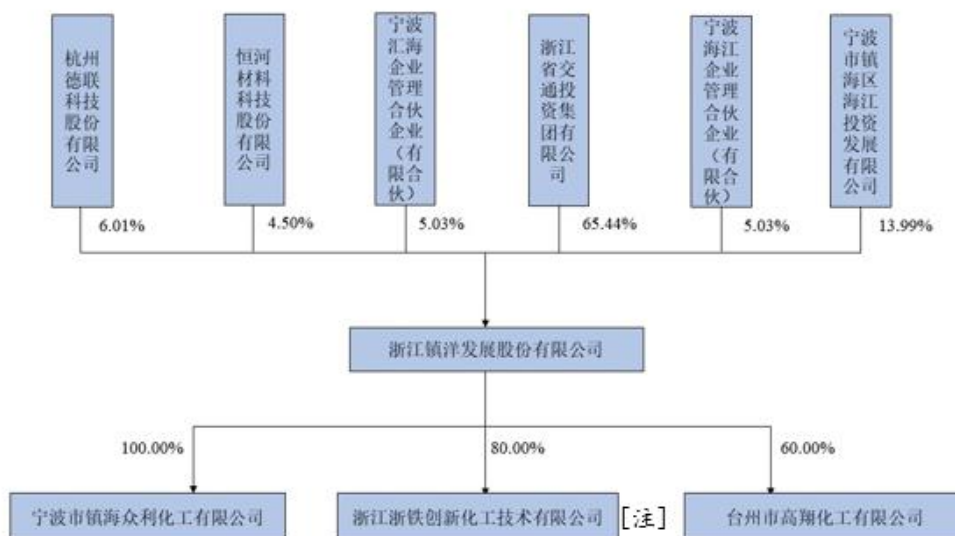 杭州
德联
科技
股份
有限
公司
恒河
材料
科技
股份
有限
公司
宁波
汇海
企业
管理
合伙
企业
（有
限合
伙）
浙江
省交
通投
资集
团有
限公
司
宁波
海江
企业
管理
合伙
企业
（有
限合
伙）
宁波
市镇
海区
海江
投资
发展
有限
公司
6.01%
4.50%
5.03%
65.44%
5.03%
13.99%
浙江镇洋发展股份有限公司
100.00%
80.00%
60.00%
宁波市镇海众利化工有限公司
浙江浙铁创新化工技术有限公司
[注]
台州市高翔化工有限公司